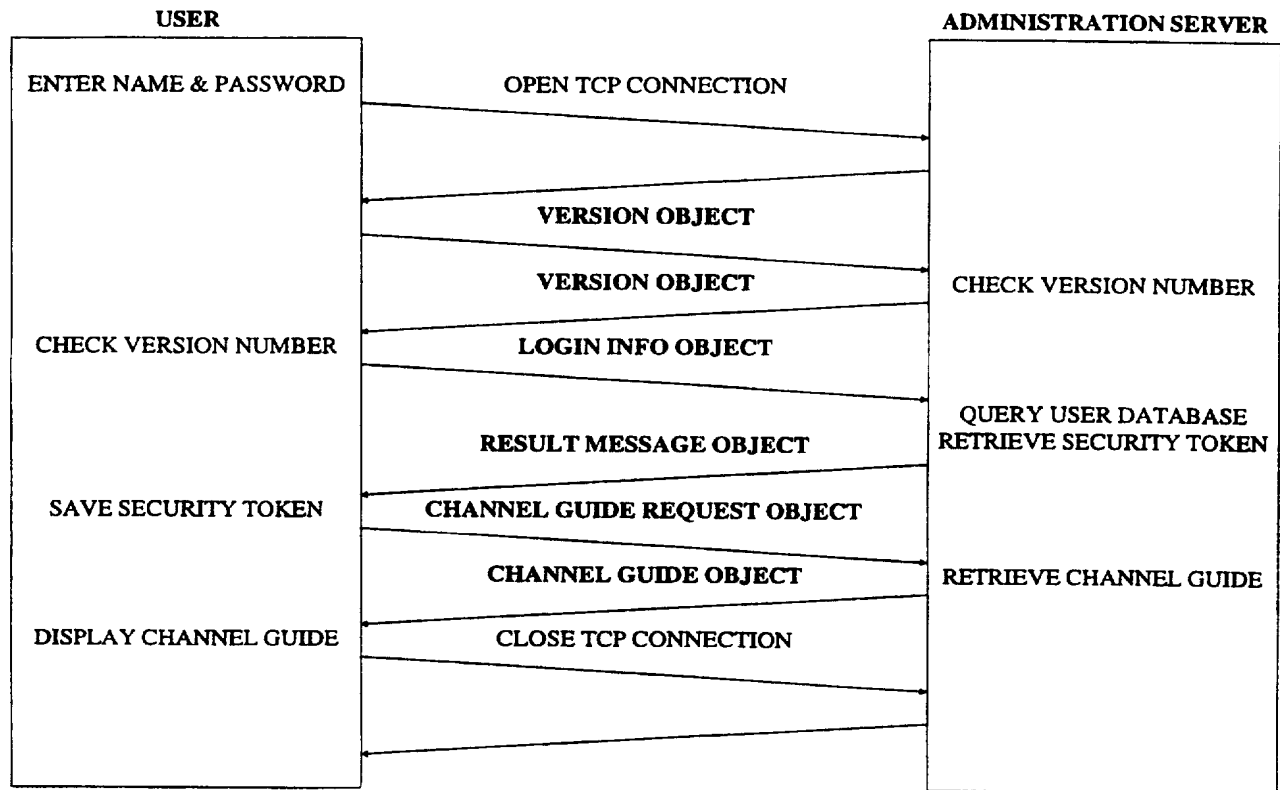 USER
ADMINISTRATION SERVER
ENTER NAME & PASSWORD
OPEN TCP CONNECTION
VERSION OBJECT
VERSION OBJECT
CHECK VERSION NUMBER
CHECK VERSION NUMBER
LOGIN INFO OBJECT
QUERY USER DATABASE
RETRIEVE SECURITY TOKEN
RESULT MESSAGE OBJECT
SAVE SECURITY TOKEN
CHANNEL GUIDE REQUEST OBJECT
CHANNEL GUIDE OBJECT
RETRIEVE CHANNEL GUIDE
DISPLAY CHANNEL GUIDE
CLOSE TCP CONNECTION